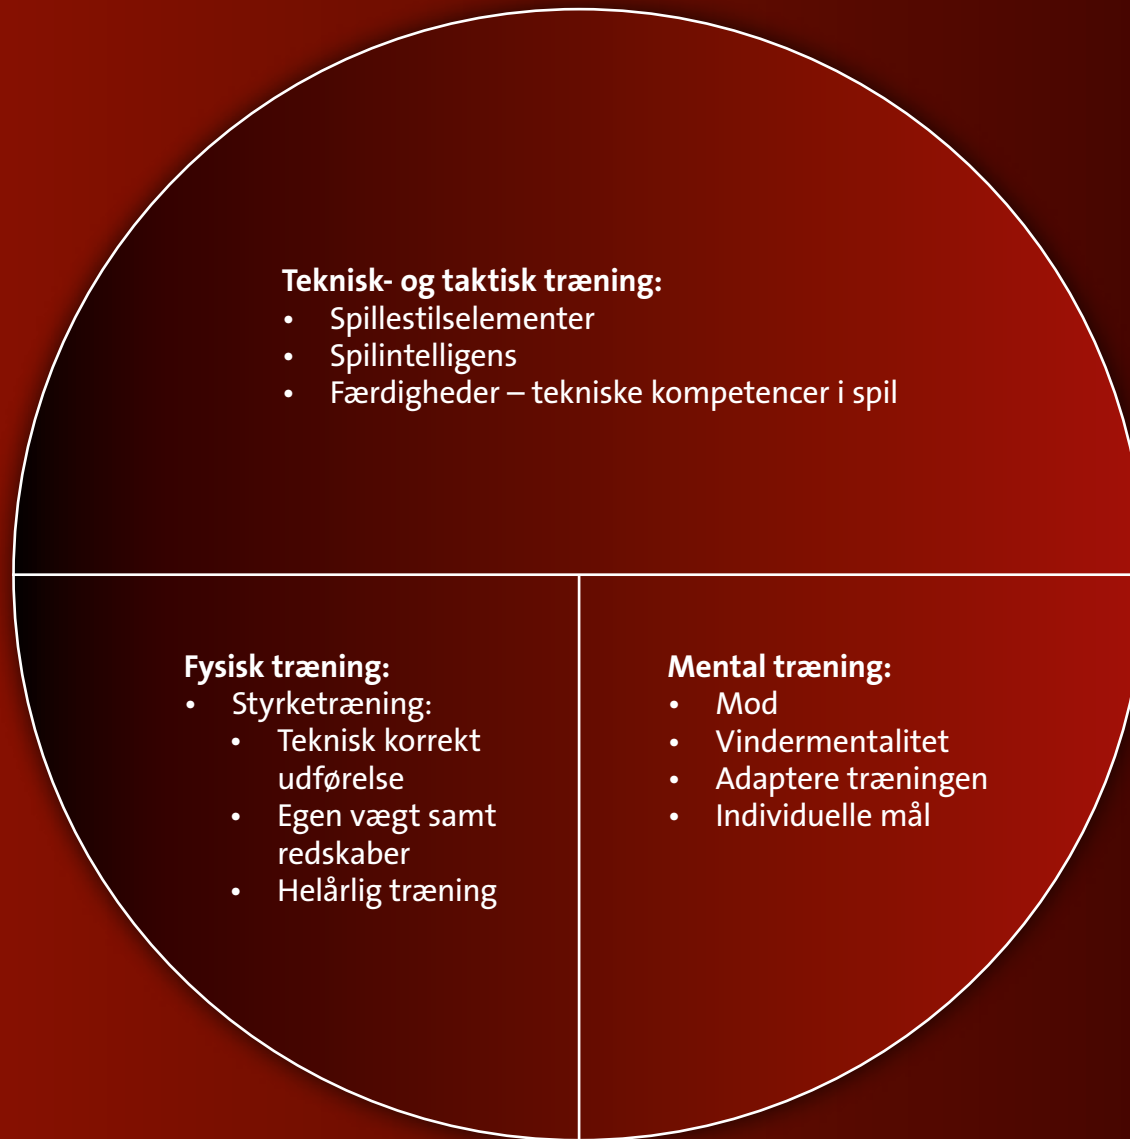 Teknisk- og taktisk træning:
• Spillestilselementer
• Spilintelligens
• Færdigheder – tekniske kompetencer i spil
Fysisk træning:
• Styrketræning:
• Teknisk korrekt
udførelse
• Egen vægt samt
redskaber
• Helårlig træning
Mental træning:
• Mod
• Vindermentalitet
• Adaptere træningen
• Individuelle mål